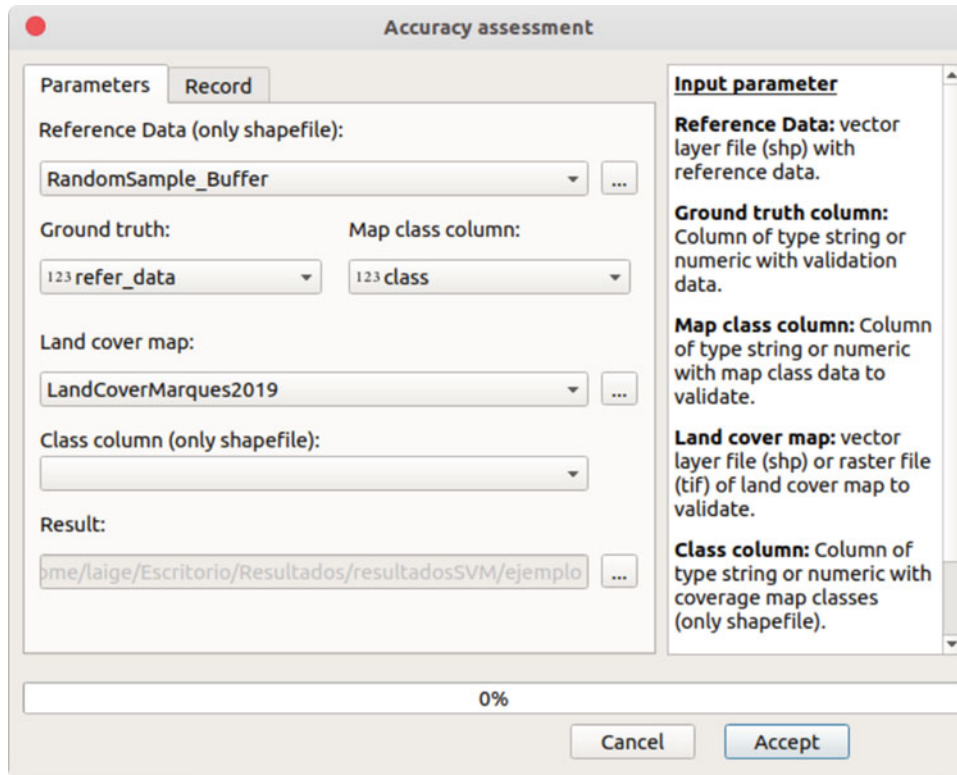 Accuracy assessment
Parameters
Record
Reference Data (only shapefile):
RandomSample_Buffer
...
Ground truth:
Map class column:
123 refer_data
123 class
Land cover map:
LandCoverMarques2019
...
Class column (only shapefile):
Result:
ome/laige/Escritorio/Resultados/resultadosSVM/ejemplo
...
Input parameter
Reference Data: vector
layer file (shp) with
reference data.
Ground truth column:
Column of type string or
numeric with validation
data.
Map class column: Column
of type string or numeric
with map class data to
validate.
Land cover map: vector
layer file (shp) or raster file
(tif) of land cover map to
validate.
Class column: Column of
type string or numeric with
coverage map classes
(only shapefile).
0%
Cancel
Accept